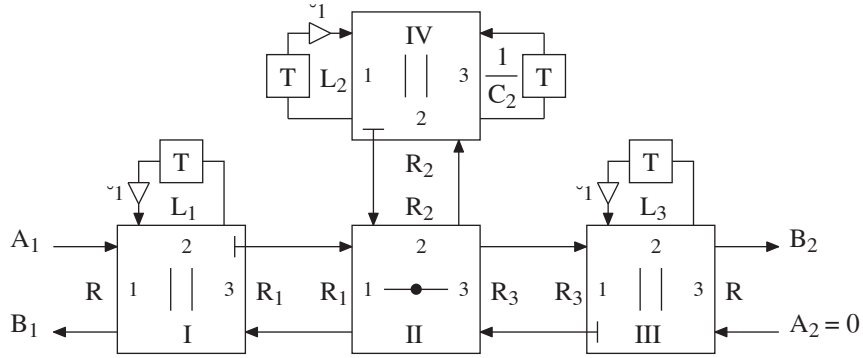 ˘1
IV
T
L2
1
3
1
C2
T
2
R2
R2
T
T
˘1
˘1
L1
L3
A1
2
2
2
B2
R
1
3
R1
R1
1
3
R3
R3
1
3
R
B1
I
II
III
A2 = 0